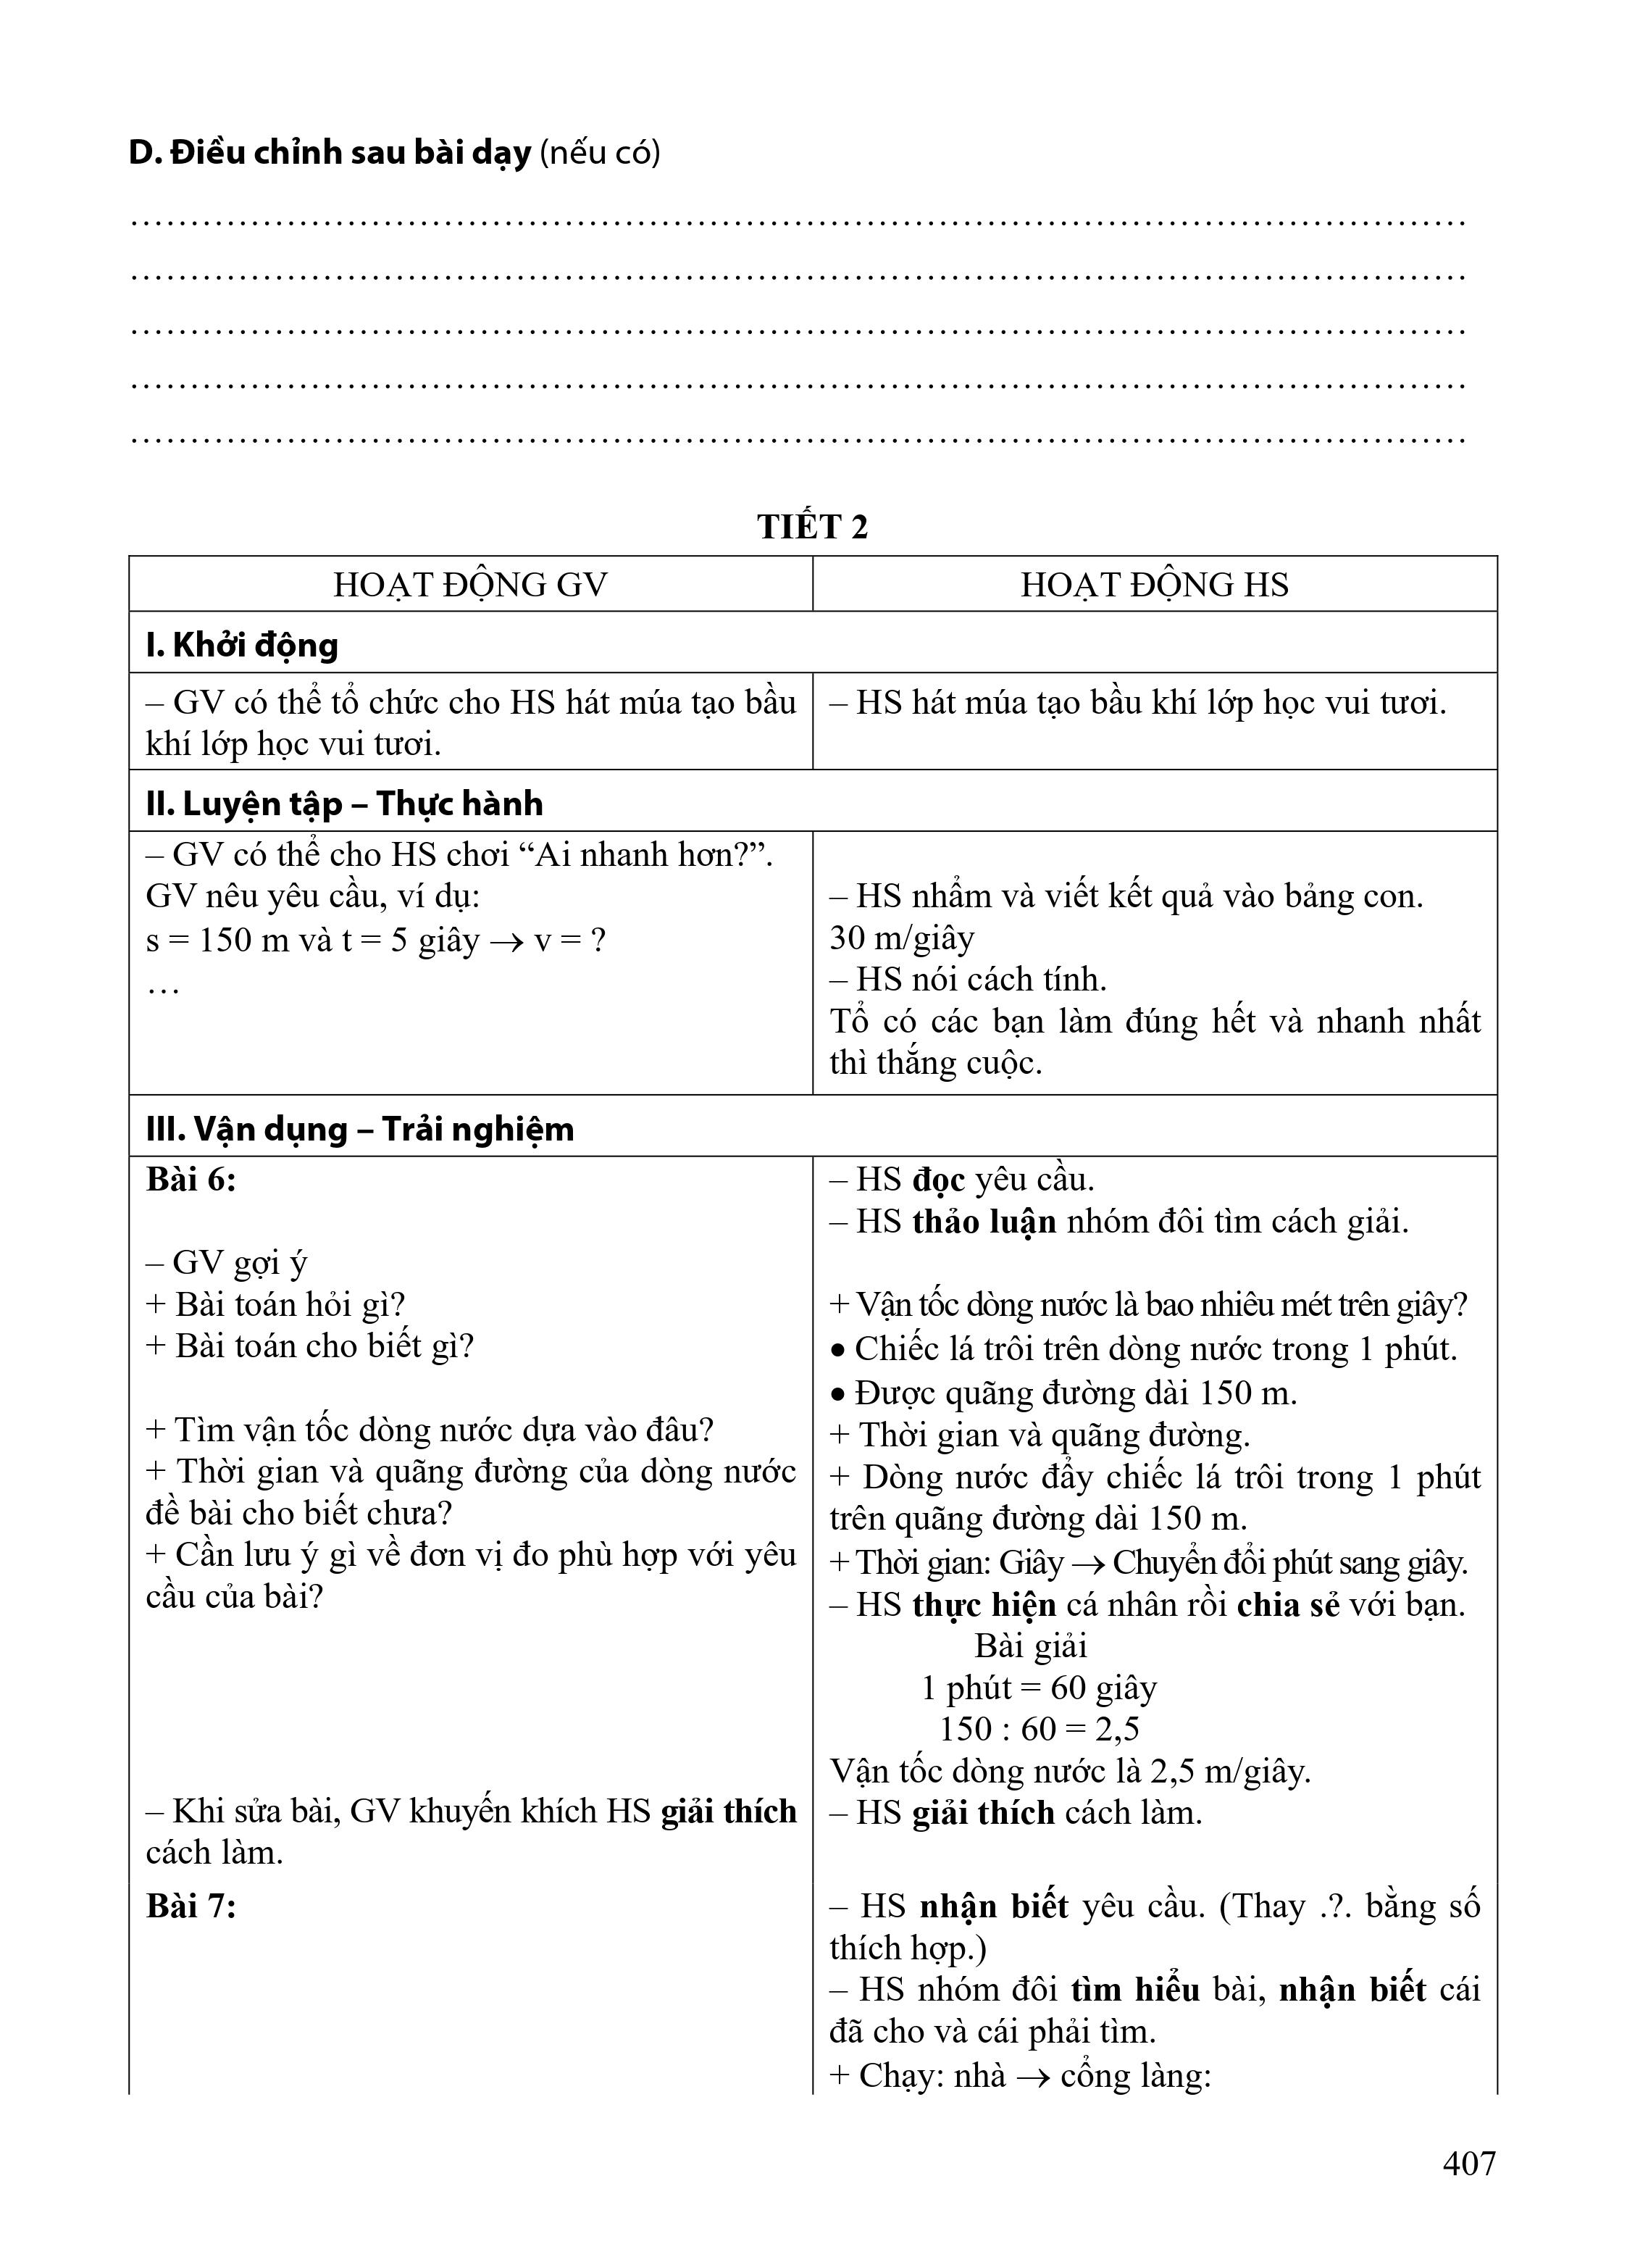 D. Điều chỉnh sau bài dạy (nếu có)
……………………………………………………………………………………………………
……………………………………………………………………………………………………
……………………………………………………………………………………………………
……………………………………………………………………………………………………
……………………………………………………………………………………………………
TIẾT 2
HOẠT ĐỘNG GV
HOẠT ĐỘNG HS
I. Khởi động
– GV có thể tổ chức cho HS hát múa tạo bầu
khí lớp học vui tươi.
– HS hát múa tạo bầu khí lớp học vui tươi.
II. Luyện tập – Thực hành
– GV có thể cho HS chơi “Ai nhanh hơn?”.
GV nêu yêu cầu, ví dụ:
s = 150 m và t = 5 giây → v = ?
…
– HS nhẩm và viết kết quả vào bảng con.
30 m/giây
– HS nói cách tính.
Tổ có các bạn làm đúng hết và nhanh nhất
thì thắng cuộc.
III. Vận dụng – Trải nghiệm
Bài 6:
– GV gợi ý
+ Bài toán hỏi gì?
+ Bài toán cho biết gì?
+ Tìm vận tốc dòng nước dựa vào đâu?
+ Thời gian và quãng đường của dòng nước
đề bài cho biết chưa?
+ Cần lưu ý gì về đơn vị đo phù hợp với yêu
cầu của bài?
– Khi sửa bài, GV khuyến khích HS giải thích
cách làm.
– HS đọc yêu cầu.
– HS thảo luận nhóm đôi tìm cách giải.
+ Vận tốc dòng nước là bao nhiêu mét trên giây?
• Chiếc lá trôi trên dòng nước trong 1 phút.
• Được quãng đường dài 150 m.
+ Thời gian và quãng đường.
+ Dòng nước đẩy chiếc lá trôi trong 1 phút
trên quãng đường dài 150 m.
+ Thời gian: Giây → Chuyển đổi phút sang giây.
– HS thực hiện cá nhân rồi chia sẻ với bạn.
Bài giải
1 phút = 60 giây
150 : 60 = 2,5
Vận tốc dòng nước là 2,5 m/giây.
– HS giải thích cách làm.
Bài 7:
– HS nhận biết yêu cầu. (Thay .?. bằng số
thích hợp.)
– HS nhóm đôi tìm hiểu bài, nhận biết cái
đã cho và cái phải tìm.
+ Chạy: nhà → cổng làng:
407